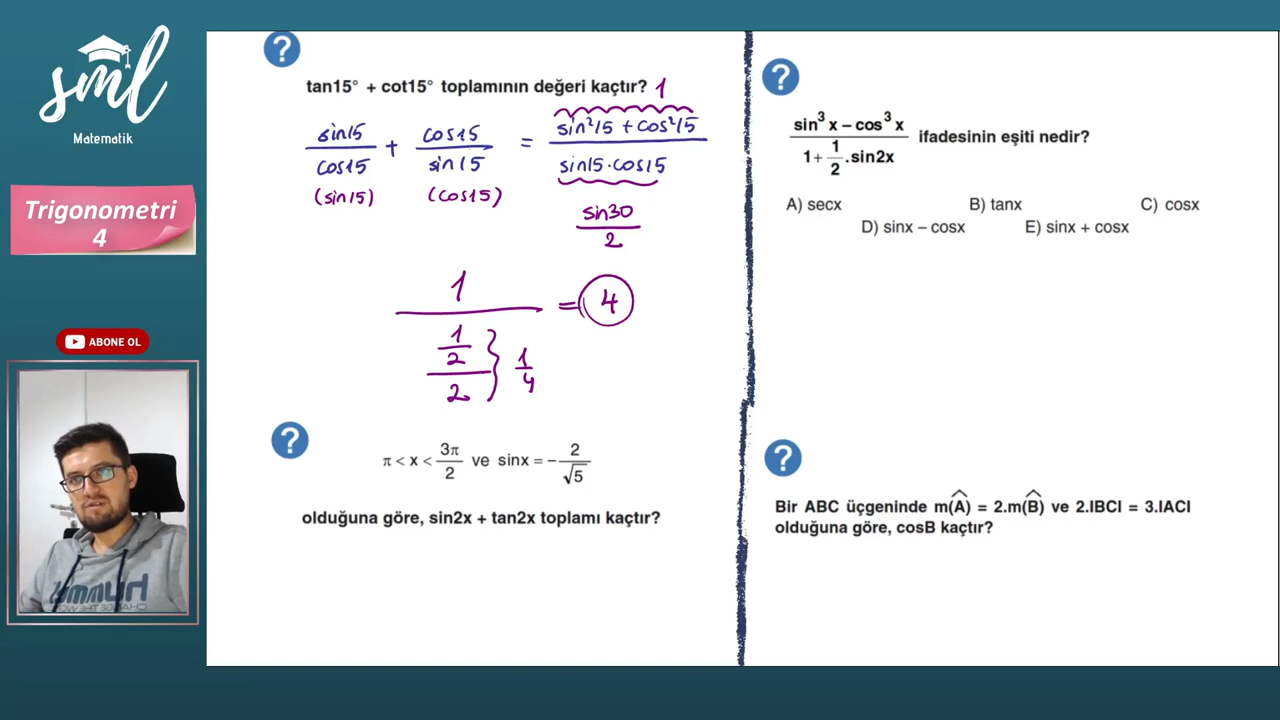 sml
Matematik
Trigonometri
4
ABONE OL
?
tan15° + cot15° toplamının değeri kaçtır? 1
sin15/cos15 + cos15/sin15 = (sin²15 + cos²15)/(sin15·cos15)
(sin15) (cos15)
sin30/2
1/((1/2)/2) } 1/4 = 4
?
π < x < 3π/2 ve sinx = −2/√5
olduğuna göre, sin2x + tan2x toplamı kaçtır?
?
(sin³x − cos³x)/(1 + 1/2 .sin2x) ifadesinin eşiti nedir?
A) secx B) tanx C) cosx
D) sinx − cosx E) sinx + cosx
?
Bir ABC üçgeninde m(Â) = 2.m(B̂) ve 2.IBCI = 3.IACI
olduğuna göre, cosB kaçtır?